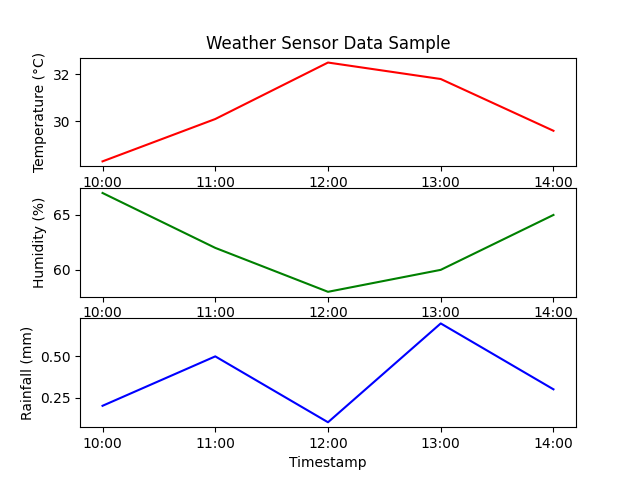 Weather Sensor Data Sample
Temperature (°C)
32
30
10:00 11:00 12:00 13:00 14:00
Humidity (%)
65
60
10:00 11:00 12:00 13:00 14:00
Rainfall (mm)
0.50
0.25
10:00 11:00 12:00 13:00 14:00
Timestamp